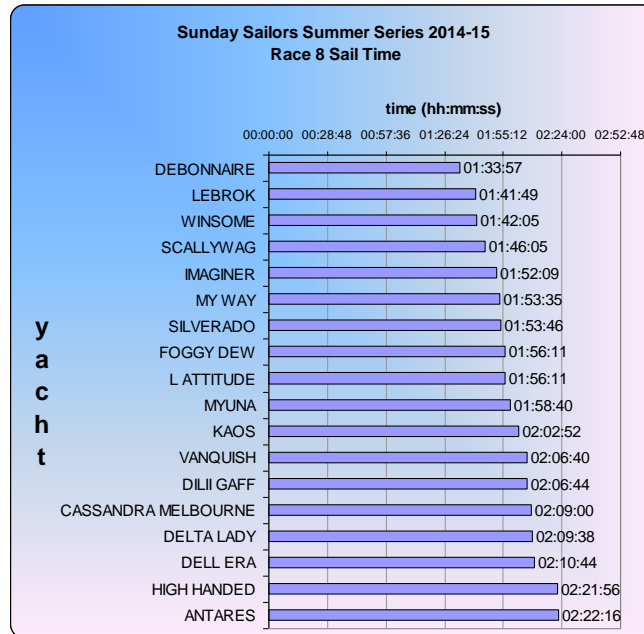 Sunday Sailors Summer Series 2014-15
Race 8 Sail Time
time (hh:mm:ss)
00:00:00 00:28:48 00:57:36 01:26:24 01:55:12 02:24:00 02:52:48
DEBONNAIRE 01:33:57
LEBROK 01:41:49
WINSOME 01:42:05
SCALLYWAG 01:46:05
IMAGINER 01:52:09
MY WAY 01:53:35
SILVERADO 01:53:46
FOGGY DEW 01:56:11
L ATTITUDE 01:56:11
MYUNA 01:58:40
KAOS 02:02:52
VANQUISH 02:06:40
DILII GAFF 02:06:44
CASSANDRA MELBOURNE 02:09:00
DELTA LADY 02:09:38
DELL ERA 02:10:44
HIGH HANDED 02:21:56
ANTARES 02:22:16
yacht